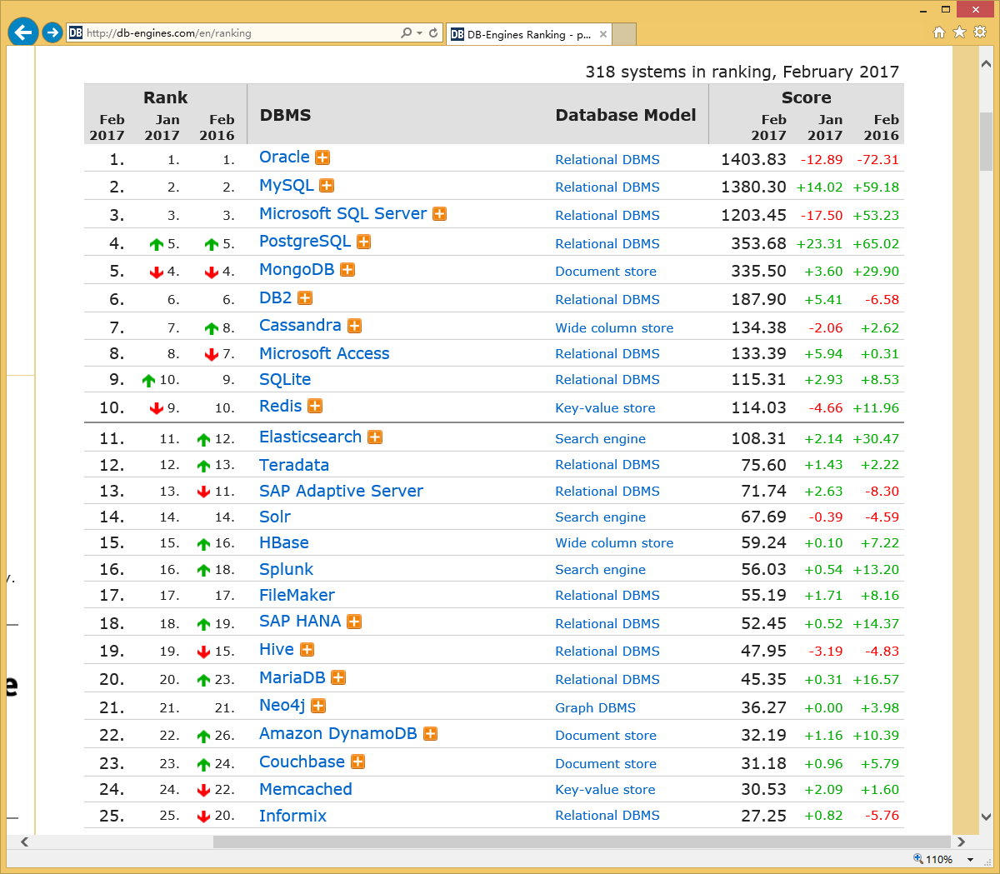 http://db-engines.com/en/ranking
DB DB-Engines Ranking - p...
318 systems in ranking, February 2017
Rank DBMS Database Model Score
Feb 2017 Jan 2017 Feb 2016 Feb 2017 Jan 2017 Feb 2016
1. 1. 1. Oracle Relational DBMS 1403.83 -12.89 -72.31
2. 2. 2. MySQL Relational DBMS 1380.30 +14.02 +59.18
3. 3. 3. Microsoft SQL Server Relational DBMS 1203.45 -17.50 +53.23
4. 5. 5. PostgreSQL Relational DBMS 353.68 +23.31 +65.02
5. 4. 4. MongoDB Document store 335.50 +3.60 +29.90
6. 6. 6. DB2 Relational DBMS 187.90 +5.41 -6.58
7. 7. 8. Cassandra Wide column store 134.38 -2.06 +2.62
8. 8. 7. Microsoft Access Relational DBMS 133.39 +5.94 +0.31
9. 10. 9. SQLite Relational DBMS 115.31 +2.93 +8.53
10. 9. 10. Redis Key-value store 114.03 -4.66 +11.96
11. 11. 12. Elasticsearch Search engine 108.31 +2.14 +30.47
12. 12. 13. Teradata Relational DBMS 75.60 +1.43 +2.22
13. 13. 11. SAP Adaptive Server Relational DBMS 71.74 +2.63 -8.30
14. 14. 14. Solr Search engine 67.69 -0.39 -4.59
15. 15. 16. HBase Wide column store 59.24 +0.10 +7.22
16. 16. 18. Splunk Search engine 56.03 +0.54 +13.20
17. 17. 17. FileMaker Relational DBMS 55.19 +1.71 +8.16
18. 18. 19. SAP HANA Relational DBMS 52.45 +0.52 +14.37
19. 19. 15. Hive Relational DBMS 47.95 -3.19 -4.83
20. 20. 23. MariaDB Relational DBMS 45.35 +0.31 +16.57
21. 21. 21. Neo4j Graph DBMS 36.27 +0.00 +3.98
22. 22. 26. Amazon DynamoDB Document store 32.19 +1.16 +10.39
23. 23. 24. Couchbase Document store 31.18 +0.96 +5.79
24. 24. 22. Memcached Key-value store 30.53 +2.09 +1.60
25. 25. 20. Informix Relational DBMS 27.25 +0.82 -5.76
110%